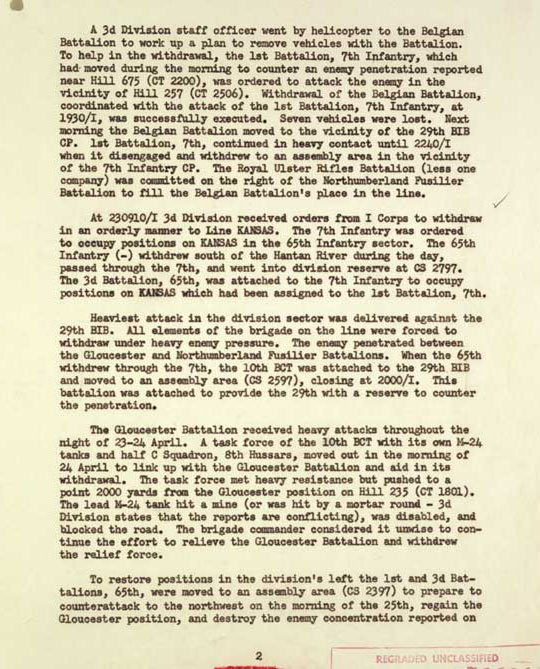 A 3d Division staff officer went by helicopter to the Belgian
Battalion to work up a plan to remove vehicles with the Battalion.
To help in the withdrawal, the 1st Battalion, 7th Infantry, which
had moved during the morning to counter an enemy penetration reported
near Hill 675 (CT 2200), was ordered to attack the enemy in the
vicinity of Hill 257 (CT 2506). Withdrawal of the Belgian Battalion,
coordinated with the attack of the 1st Battalion, 7th Infantry, at
1930/I, was successfully executed. Seven vehicles were lost. Next
morning the Belgian Battalion moved to the vicinity of the 29th BIB
CP. 1st Battalion, 7th, continued in heavy contact until 2240/I
when it disengaged and withdrew to an assembly area in the vicinity
of the 7th Infantry CP. The Royal Ulster Rifles Battalion (less one
company) was committed on the right of the Northumberland Fusilier
Battalion to fill the Belgian Battalion's place in the line.
At 230910/I 3d Division received orders from I Corps to withdraw
in an orderly manner to Line KANSAS. The 7th Infantry was ordered
to occupy positions on KANSAS in the 65th Infantry sector. The 65th
Infantry (-) withdrew south of the Hantan River during the day,
passed through the 7th, and went into division reserve at CS 2797.
The 3d Battalion, 65th, was attached to the 7th Infantry to occupy
positions on KANSAS which had been assigned to the 1st Battalion, 7th.
Heaviest attack in the division sector was delivered against the
29th BIB. All elements of the brigade on the line were forced to
withdraw under heavy enemy pressure. The enemy penetrated between
the Gloucester and Northumberland Fusilier Battalions. When the 65th
withdrew through the 7th, the 10th BCT was attached to the 29th BIB
and moved to an assembly area (CS 2597), closing at 2000/I. This
battalion was attached to provide the 29th with a reserve to counter
the penetration.
The Gloucester Battalion received heavy attacks throughout the
night of 23-24 April. A task force of the 10th BCT with its own M-24
tanks and half C Squadron, 8th Hussars, moved out in the morning of
24 April to link up with the Gloucester Battalion and aid in its
withdrawal. The task force met heavy resistance but pushed to a
point 2000 yards from the Gloucester position on Hill 235 (CT 1801).
The lead M-24 tank hit a mine (or was hit by a mortar round - 3d
Division states that the reports are conflicting), was disabled, and
blocked the road. The brigade commander considered it unwise to con-
tinue the effort to relieve the Gloucester Battalion and withdrew
the relief force.
To restore positions in the division's left the 1st and 3d Bat-
talions, 65th, were moved to an assembly area (CS 2397) to prepare to
counterattack to the northwest on the morning of the 25th, regain the
Gloucester position, and destroy the enemy concentration reported on
2
REGRADED UNCLASSIFIED